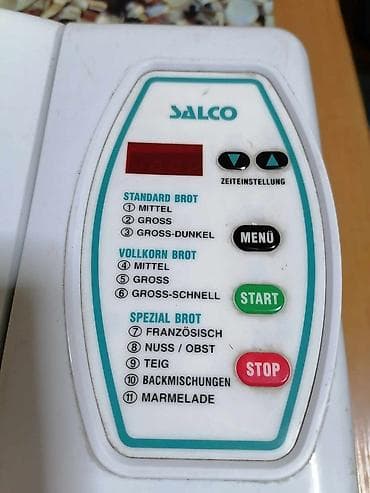 SALCO
ZEITEINSTELLUNG
STANDARD BROT
① MITTEL
② GROSS
③ GROSS-DUNKEL
MENÜ
VOLLKORN BROT
④ MITTEL
⑤ GROSS
⑥ GROSS-SCHNELL
START
SPEZIAL BROT
⑦ FRANZÖSISCH
⑧ NUSS / OBST
⑨ TEIG
⑩ BACKMISCHUNGEN
⑪ MARMELADE
STOP